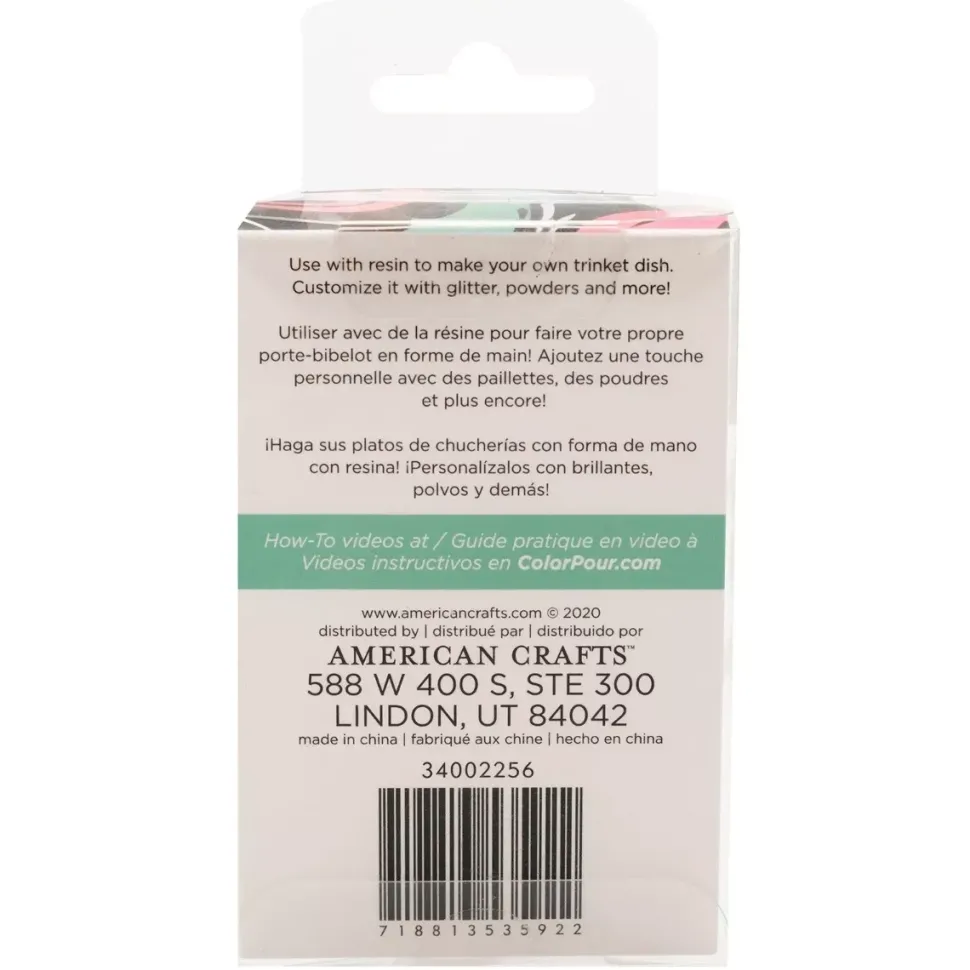 Use with resin to make your own trinket dish.
Customize it with glitter, powders and more!
Utiliser avec de la résine pour faire votre propre
porte-bibelot en forme de main! Ajoutez une touche
personnelle avec des paillettes, des poudres
et plus encore!
¡Haga sus platos de chucherías con forma de mano
con resina! ¡Personalízalos con brillantes,
polvos y demás!
How-To videos at / Guide pratique en video à
Videos instructivos en ColorPour.com
www.americancrafts.com © 2020
distributed by | distribué par | distribuido por
AMERICAN CRAFTS™
588 W 400 S, STE 300
LINDON, UT 84042
made in china | fabriqué aux chine | hecho en china
34002256
718813535922